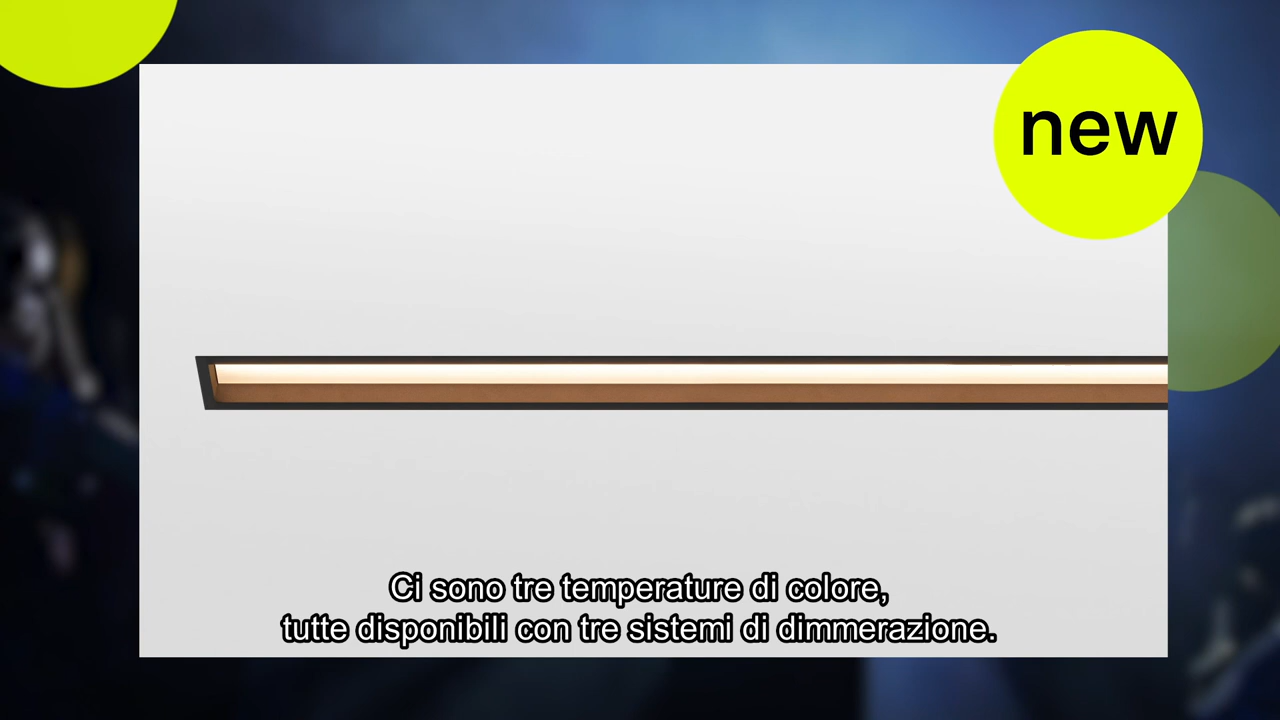 new
Ci sono tre temperature di colore,
tutte disponibili con tre sistemi di dimmerazione.